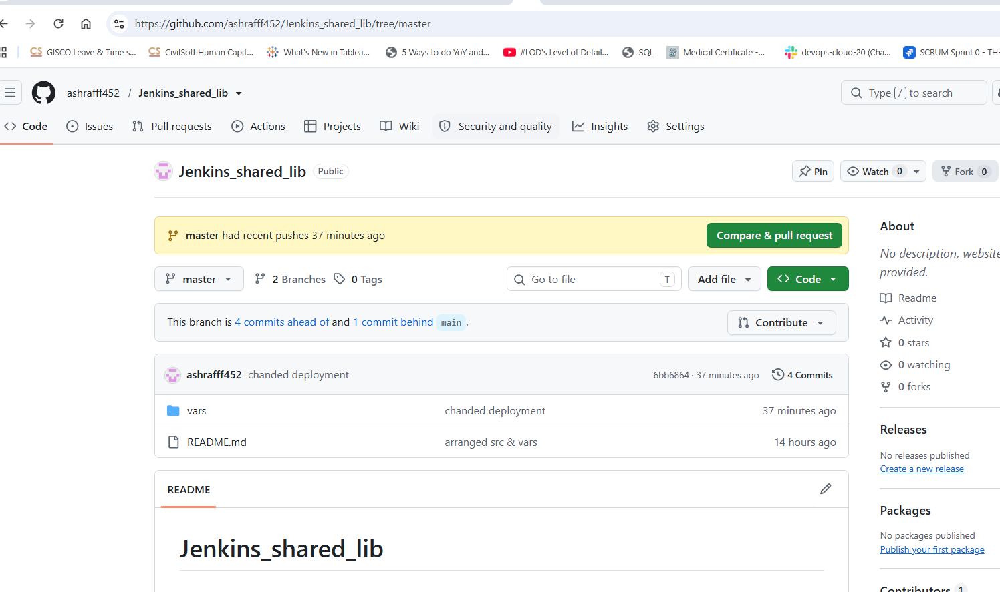 https://github.com/ashrafff452/Jenkins_shared_lib/tree/master
GISCO Leave & Time s... CivilSoft Human Capit... What's New in Tablea... 5 Ways to do YoY and... #LOD's Level of Detail... SQL Medical Certificate -... devops-cloud-20 (Cha... SCRUM Sprint 0 - TH-
ashrafff452 / Jenkins_shared_lib Type / to search
Code Issues Pull requests Actions Projects Wiki Security and quality Insights Settings
Jenkins_shared_lib Public Pin Watch 0 Fork 0
master had recent pushes 37 minutes ago Compare & pull request
master 2 Branches 0 Tags Go to file T Add file Code
This branch is 4 commits ahead of and 1 commit behind main . Contribute
ashrafff452 chanded deployment 6bb6864 · 37 minutes ago 4 Commits
vars chanded deployment 37 minutes ago
README.md arranged src & vars 14 hours ago
README
Jenkins_shared_lib
About
No description, website
provided.
Readme
Activity
0 stars
0 watching
0 forks
Releases
No releases published
Create a new release
Packages
No packages published
Publish your first package
Contributors 1